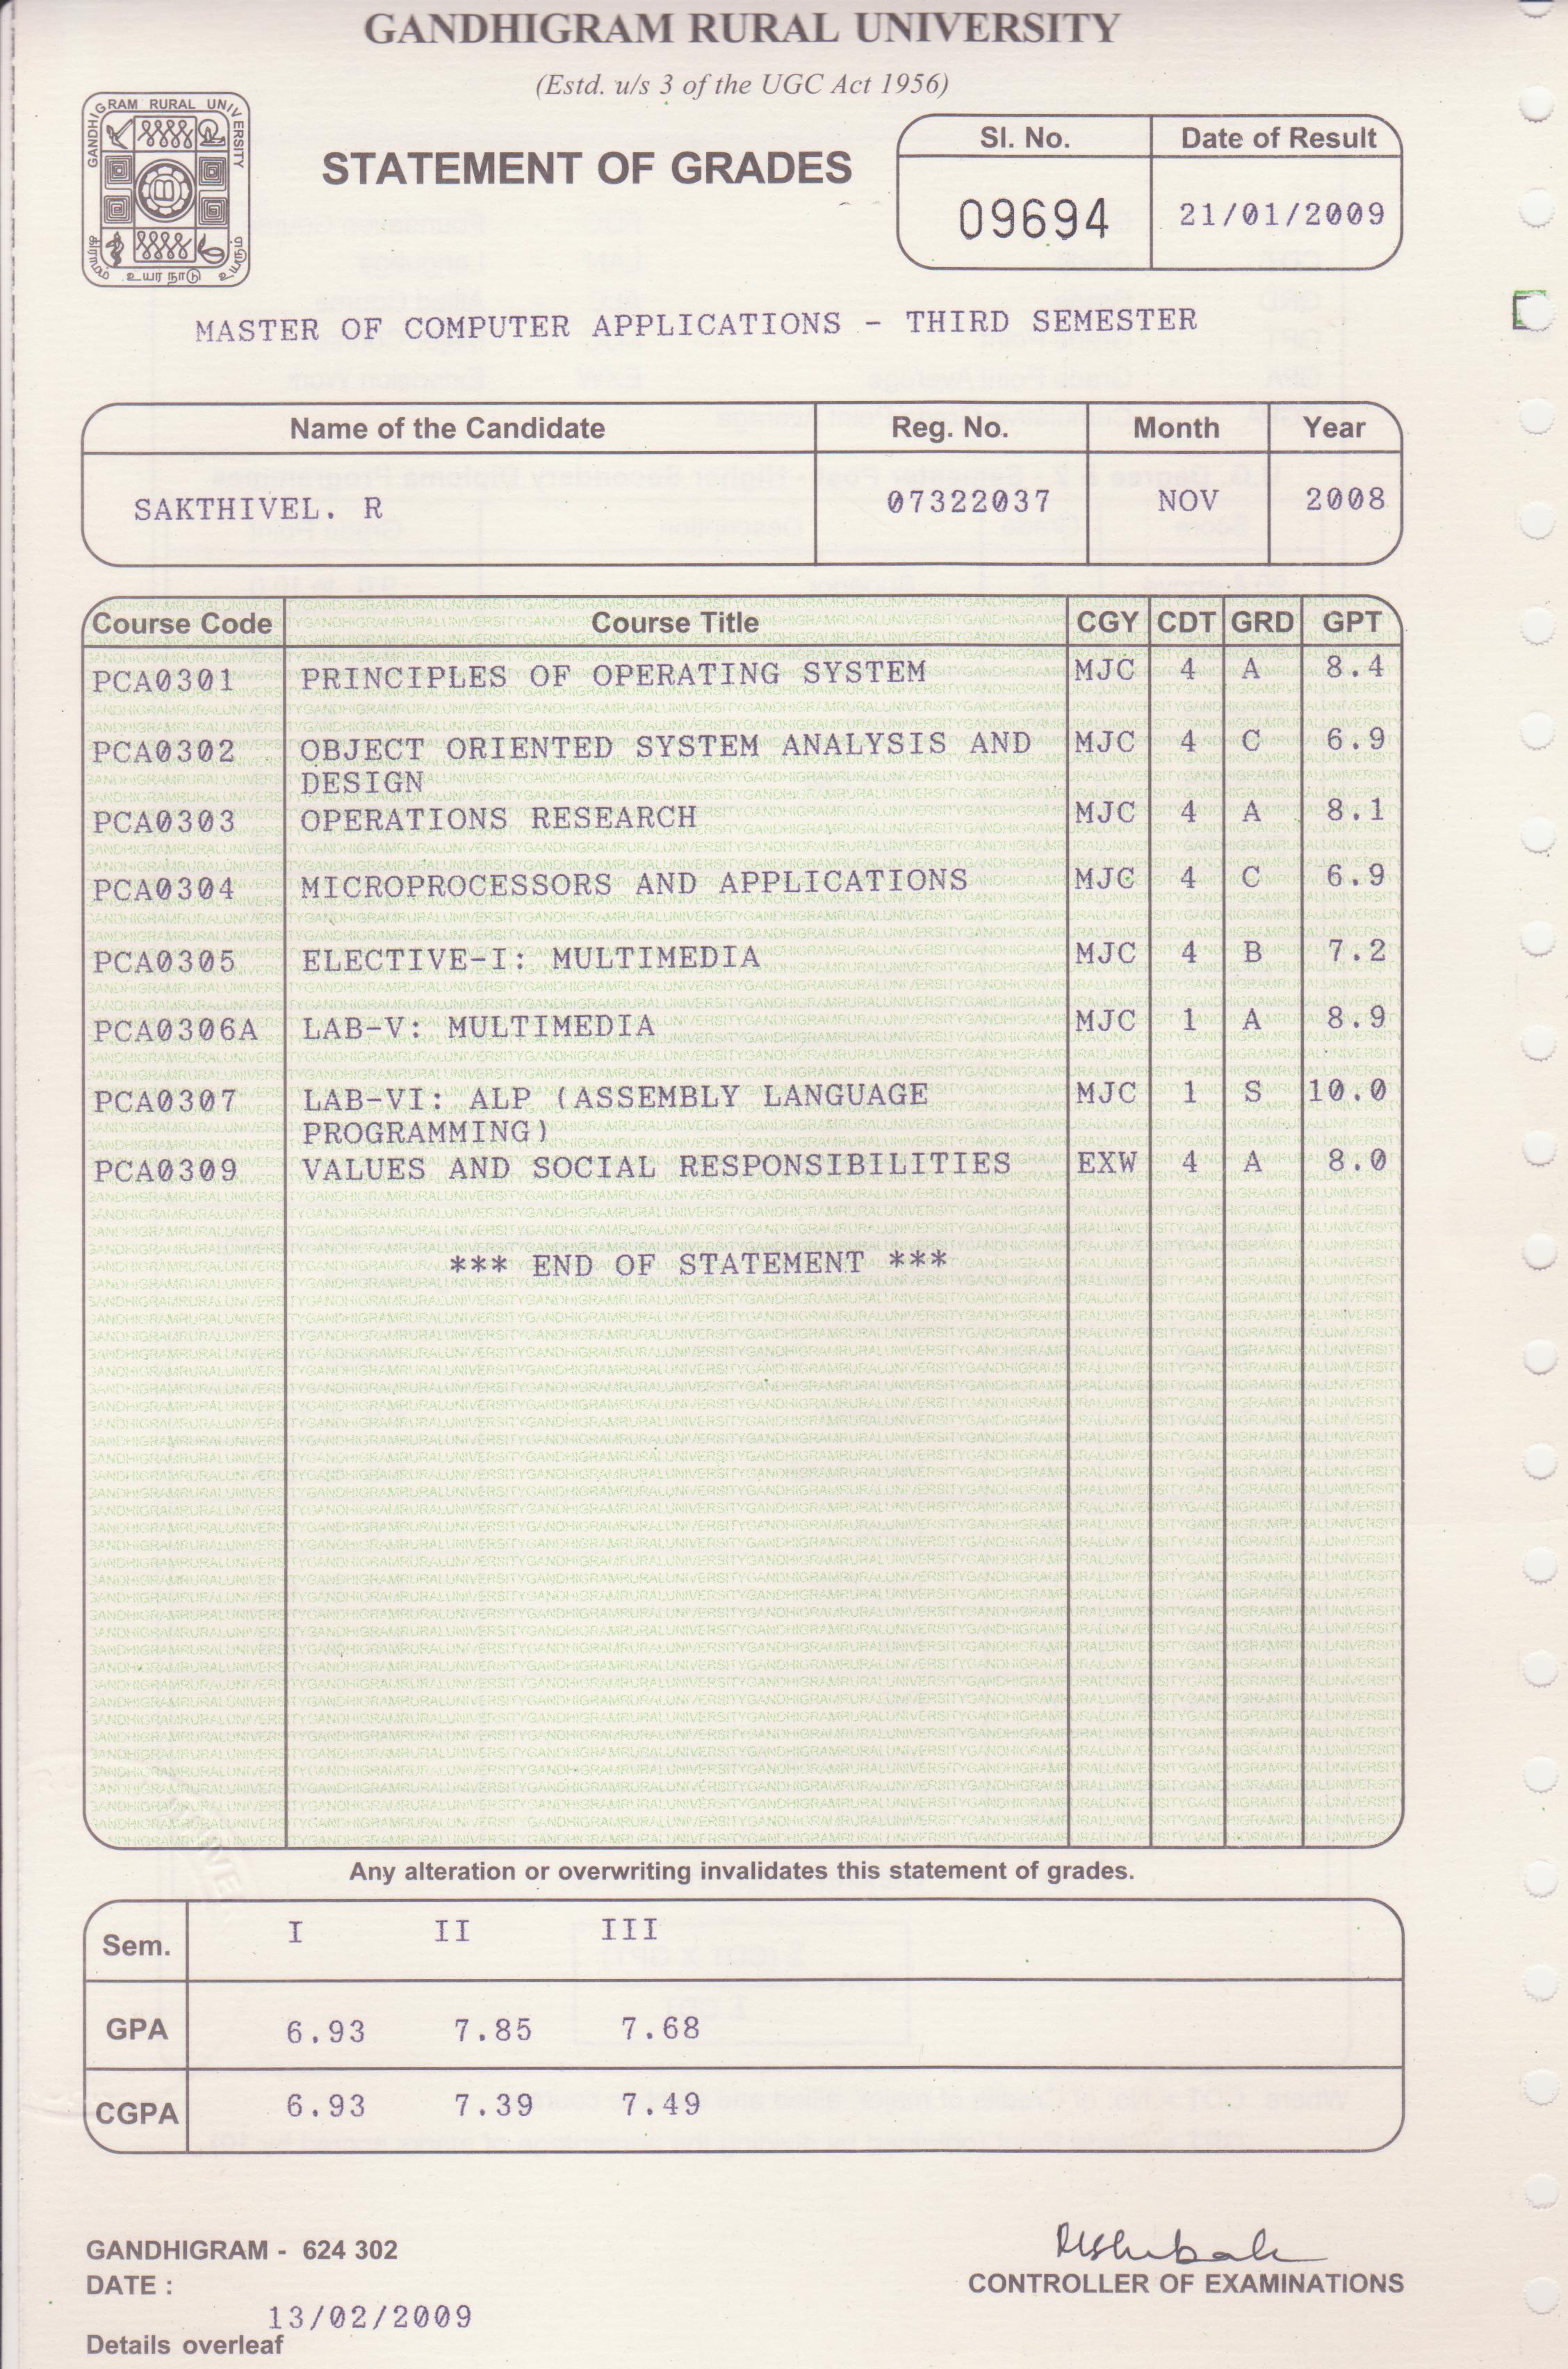 GANDHIGRAM RURAL UNIVERSITY
(Estd. u/s 3 of the UGC Act 1956)
GANDHIGRAM RURAL UNIVERSITY
STATEMENT OF GRADES
Sl. No. Date of Result
09694 21/01/2009
MASTER OF COMPUTER APPLICATIONS - THIRD SEMESTER
Name of the Candidate Reg. No. Month Year
SAKTHIVEL. R 07322037 NOV 2008
Course Code Course Title CGY CDT GRD GPT
PCA0301 PRINCIPLES OF OPERATING SYSTEM MJC 4 A 8.4
PCA0302 OBJECT ORIENTED SYSTEM ANALYSIS AND MJC 4 C 6.9
DESIGN
PCA0303 OPERATIONS RESEARCH MJC 4 A 8.1
PCA0304 MICROPROCESSORS AND APPLICATIONS MJC 4 C 6.9
PCA0305 ELECTIVE-I: MULTIMEDIA MJC 4 B 7.2
PCA0306A LAB-V: MULTIMEDIA MJC 1 A 8.9
PCA0307 LAB-VI: ALP (ASSEMBLY LANGUAGE MJC 1 S 10.0
PROGRAMMING)
PCA0309 VALUES AND SOCIAL RESPONSIBILITIES EXW 4 A 8.0
*** END OF STATEMENT ***
Any alteration or overwriting invalidates this statement of grades.
Sem. I II III
GPA 6.93 7.85 7.68
CGPA 6.93 7.39 7.49
GANDHIGRAM - 624 302
DATE :
CONTROLLER OF EXAMINATIONS
13/02/2009
Details overleaf